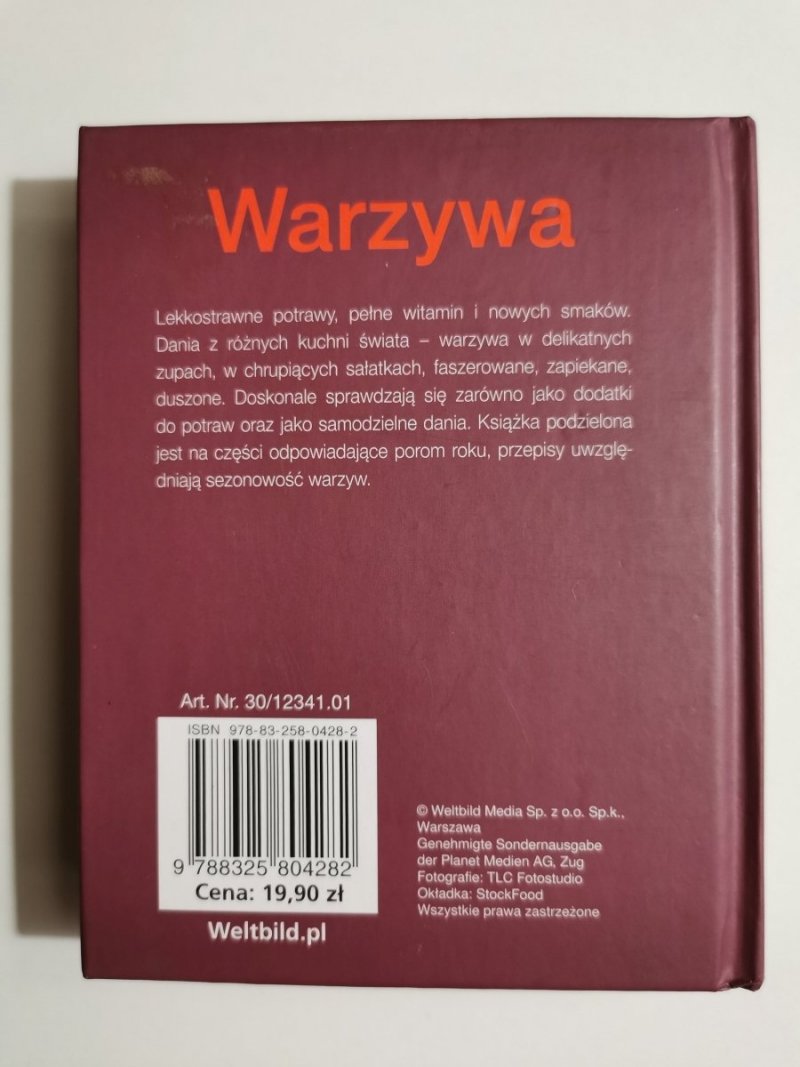 Warzywa
Lekkostrawne potrawy, pełne witamin i nowych smaków.
Dania z różnych kuchni świata – warzywa w delikatnych
zupach, w chrupiących sałatkach, faszerowane, zapiekane,
duszone. Doskonale sprawdzają się zarówno jako dodatki
do potraw oraz jako samodzielne dania. Książka podzielona
jest na części odpowiadające porom roku, przepisy uwzglę-
dniają sezonowość warzyw.
Art. Nr. 30/12341.01
ISBN 978-83-258-0428-2
9 788325 804282
Cena: 19,90 zł
Weltbild.pl
© Weltbild Media Sp. z o.o. Sp.k.,
Warszawa
Genehmigte Sonderausgabe
der Planet Medien AG, Zug
Fotografie: TLC Fotostudio
Okładka: StockFood
Wszystkie prawa zastrzeżone